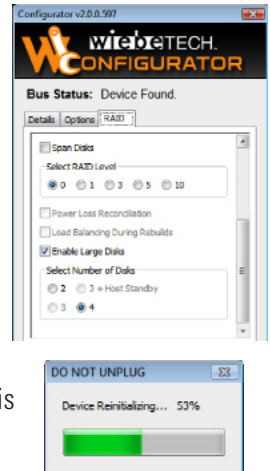 Configurator v2.0.0.597
WiebeTECH.
CONFIGURATOR
Bus Status: Device Found.
Details Options RAID
Span Disks
Select RAID Level
0 1 3 5 10
Power Loss Reconciliation
Load Balancing During Rebuilds
Enable Large Disks
Select Number of Disks
2 3 + Host Standby
3 4
DO NOT UNPLUG
is
Device Reinitializing... 53%